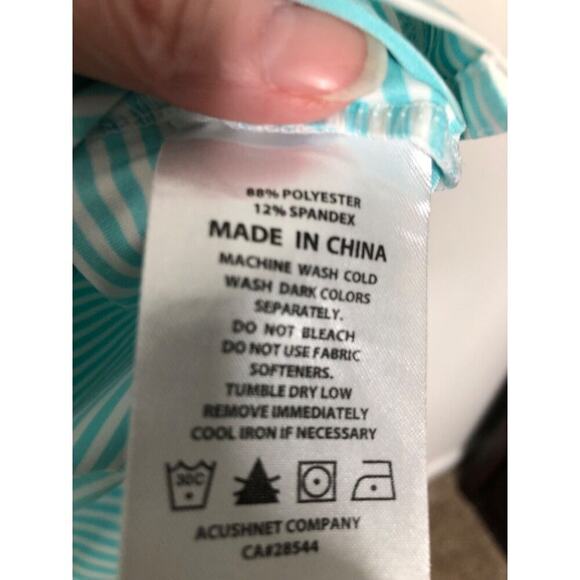 88% POLYESTER
12% SPANDEX
MADE IN CHINA
MACHINE WASH COLD
WASH DARK COLORS
SEPARATELY.
DO NOT BLEACH
DO NOT USE FABRIC
SOFTENERS.
TUMBLE DRY LOW
REMOVE IMMEDIATELY
COOL IRON IF NECESSARY
30C
ACUSHNET COMPANY
CA#28544